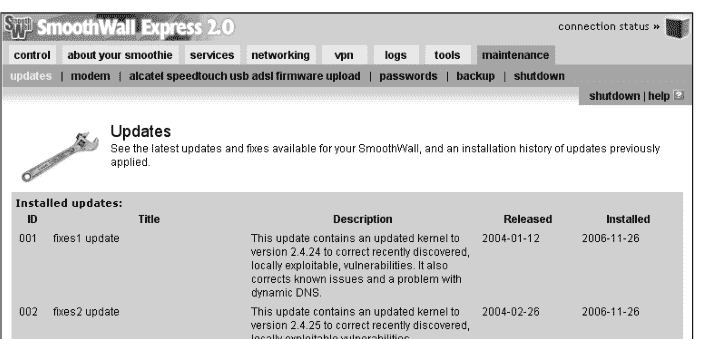 SmoothWall Express 2.0
connection status »
control about your smoothie services networking vpn logs tools maintenance
updates | modem | alcatel speedtouch usb adsl firmware upload | passwords | backup | shutdown
shutdown | help
Updates
See the latest updates and fixes available for your SmoothWall, and an installation history of updates previously
applied.
Installed updates:
ID Title Description Released Installed
001 fixes1 update This update contains an updated kernel to 2004-01-12 2006-11-26
version 2.4.24 to correct recently discovered,
locally exploitable, vulnerabilities. It also
corrects known issues and a problem with
dynamic DNS.
002 fixes2 update This update contains an updated kernel to 2004-02-26 2006-11-26
version 2.4.25 to correct recently discovered,
locally exploitable vulnerabilities